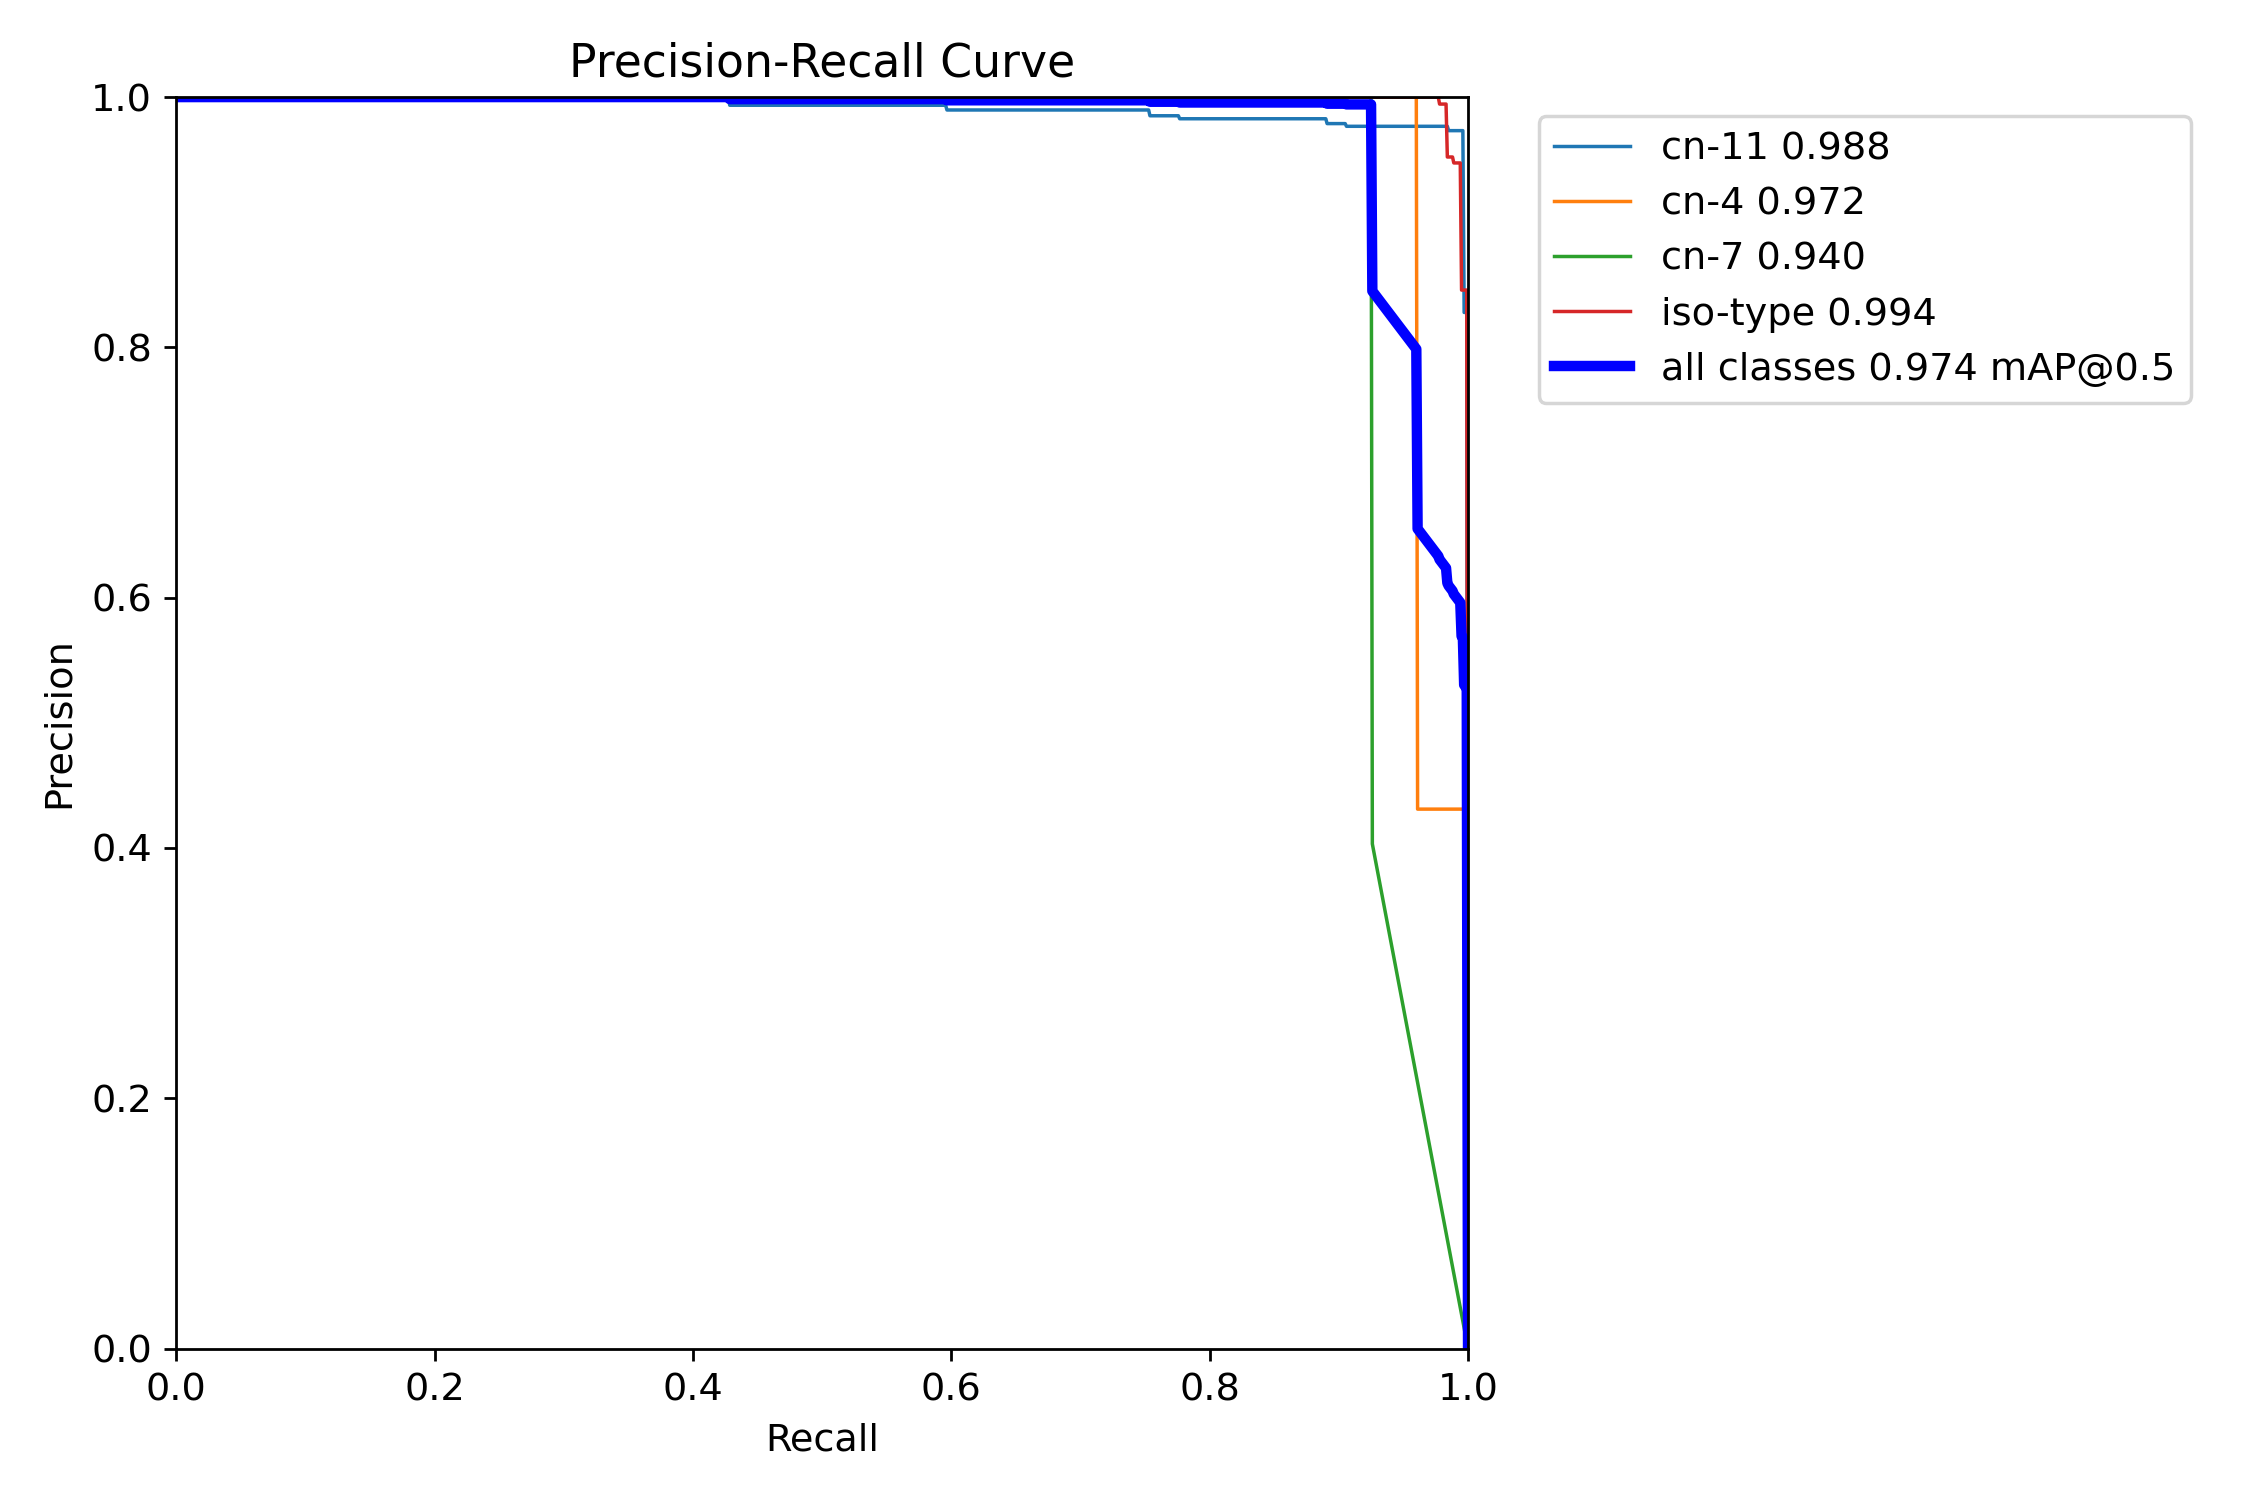 Precision-Recall Curve
1.0
0.8
0.6
0.4
0.2
0.0
Precision
0.0 0.2 0.4 0.6 0.8 1.0
Recall
cn-11 0.988
cn-4 0.972
cn-7 0.940
iso-type 0.994
all classes 0.974 mAP@0.5